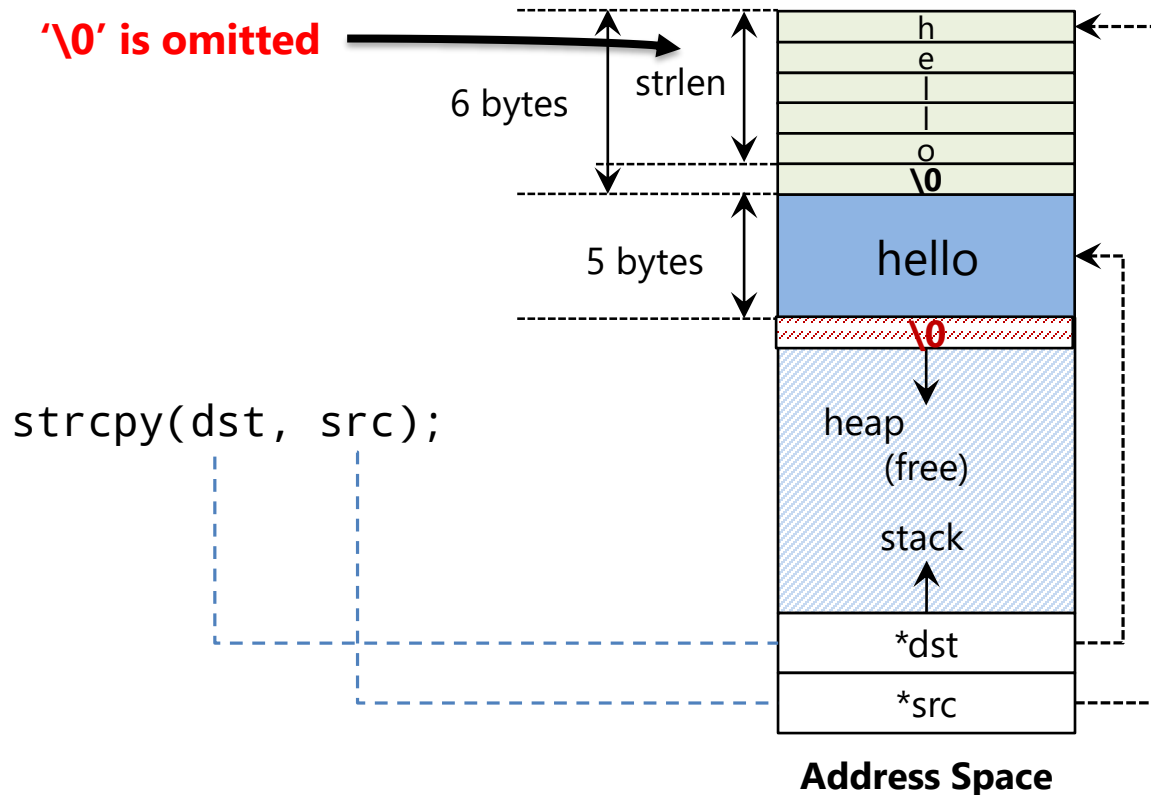 ‘\0’ is omitted
6 bytes
strlen
h
e
l
l
o
\0
5 bytes
hello
\0
strcpy(dst, src);
heap
(free)
stack
*dst
*src
Address Space